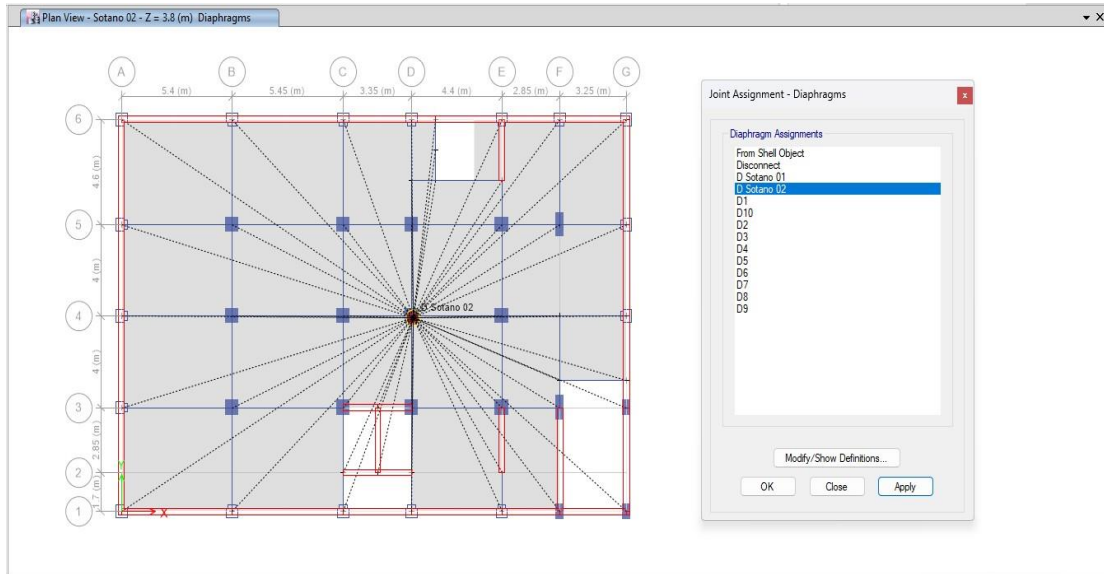 Plan View - Sotano 02 - Z = 3.8 (m) Diaphragms
X
A
B
C
D
E
F
G
5.4 (m)
5.45 (m)
3.35 (m)
4.4 (m)
2.85 (m)
3.25 (m)
6
4.6 (m)
5
4 (m)
4
D Sotano 02
4 (m)
3
2.85 (m)
2
1.7 (m)
Y
1
X
Joint Assignment - Diaphragms
x
Diaphragm Assignments
From Shell Object
Disconnect
D Sotano 01
D Sotano 02
D1
D10
D2
D3
D4
D5
D6
D7
D8
D9
Modify/Show Definitions...
OK
Close
Apply